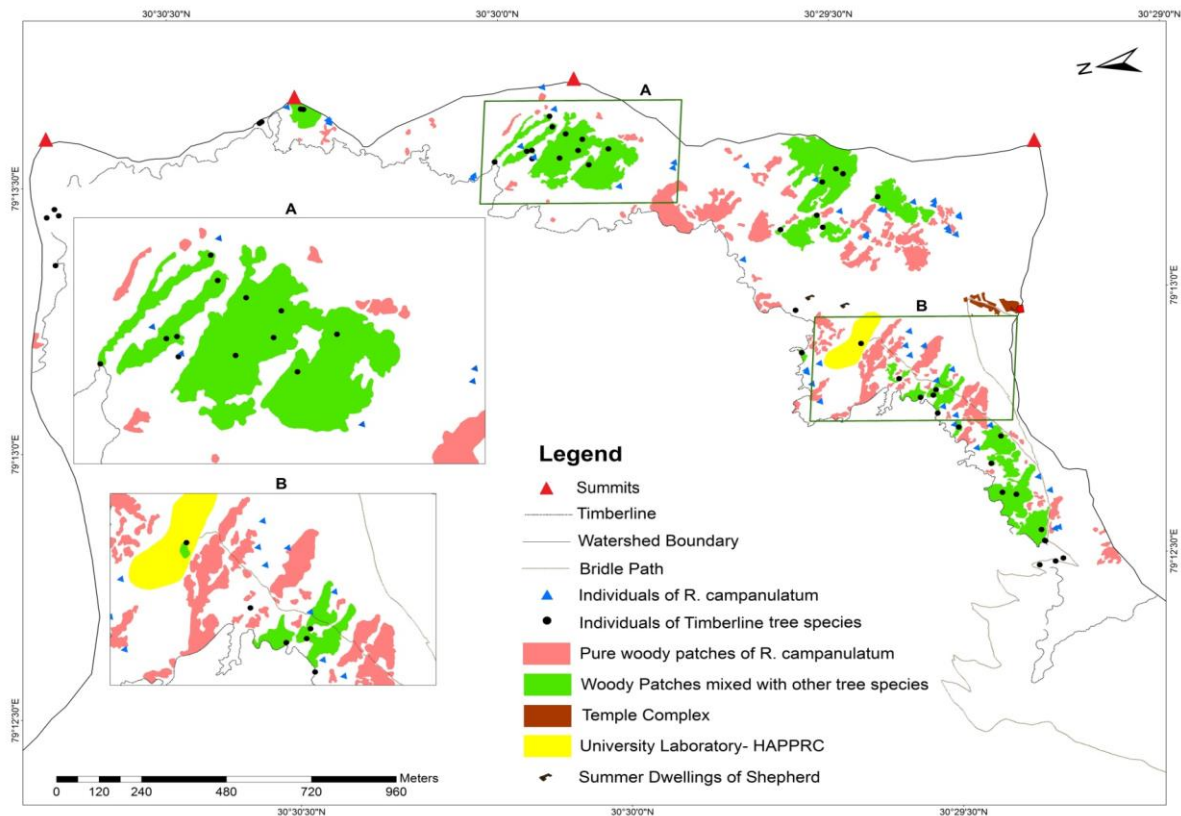 30°30'30"N
30°30'0"N
30°29'30"N
30°29'0"N
N
A
79°13'30"E
79°13'30"E
A
79°13'0"E
B
79°13'0"E
Legend
Summits
Timberline
B
Watershed Boundary
79°12'30"E
Bridle Path
Individuals of R. campanulatum
Individuals of Timberline tree species
Pure woody patches of R. campanulatum
Woody Patches mixed with other tree species
79°12'30"E
Temple Complex
University Laboratory- HAPPRC
Summer Dwellings of Shepherd
Meters
0 120 240 480 720 960
30°30'30"N
30°30'0"N
30°29'30"N